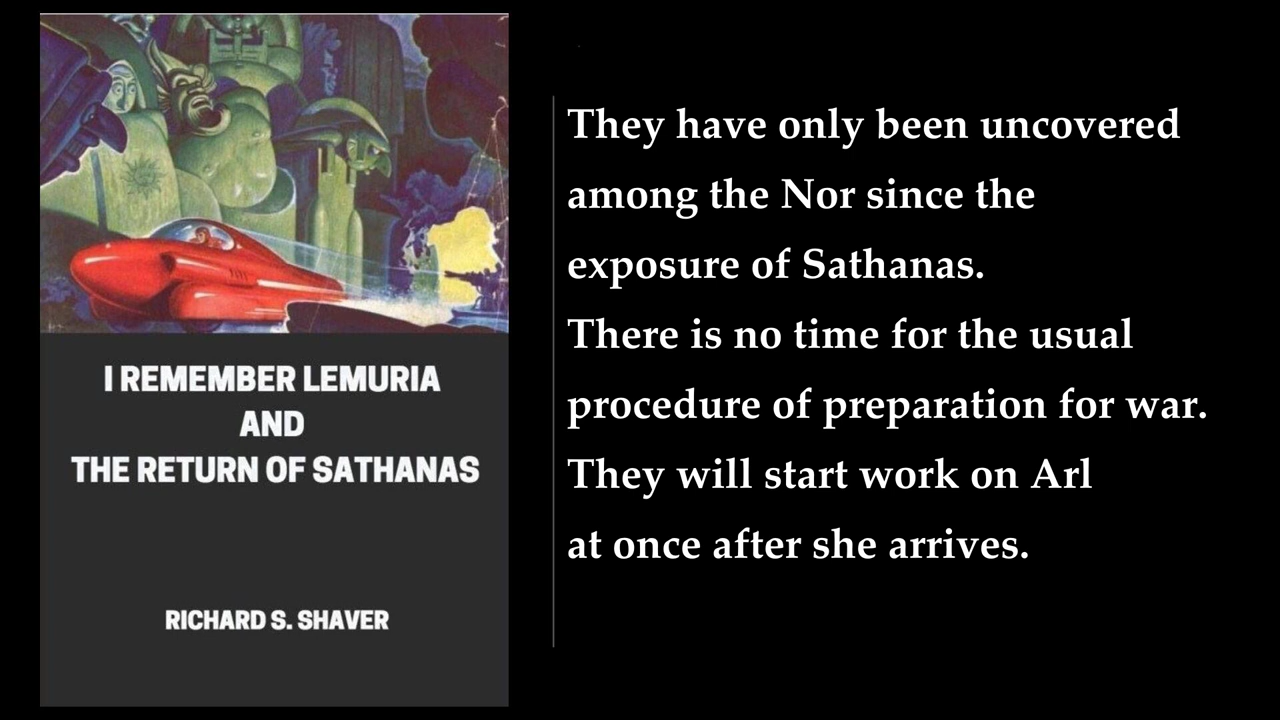 I REMEMBER LEMURIA
AND
THE RETURN OF SATHANAS
RICHARD S. SHAVER
They have only been uncovered
among the Nor since the
exposure of Sathanas.
There is no time for the usual
procedure of preparation for war.
They will start work on Arl
at once after she arrives.